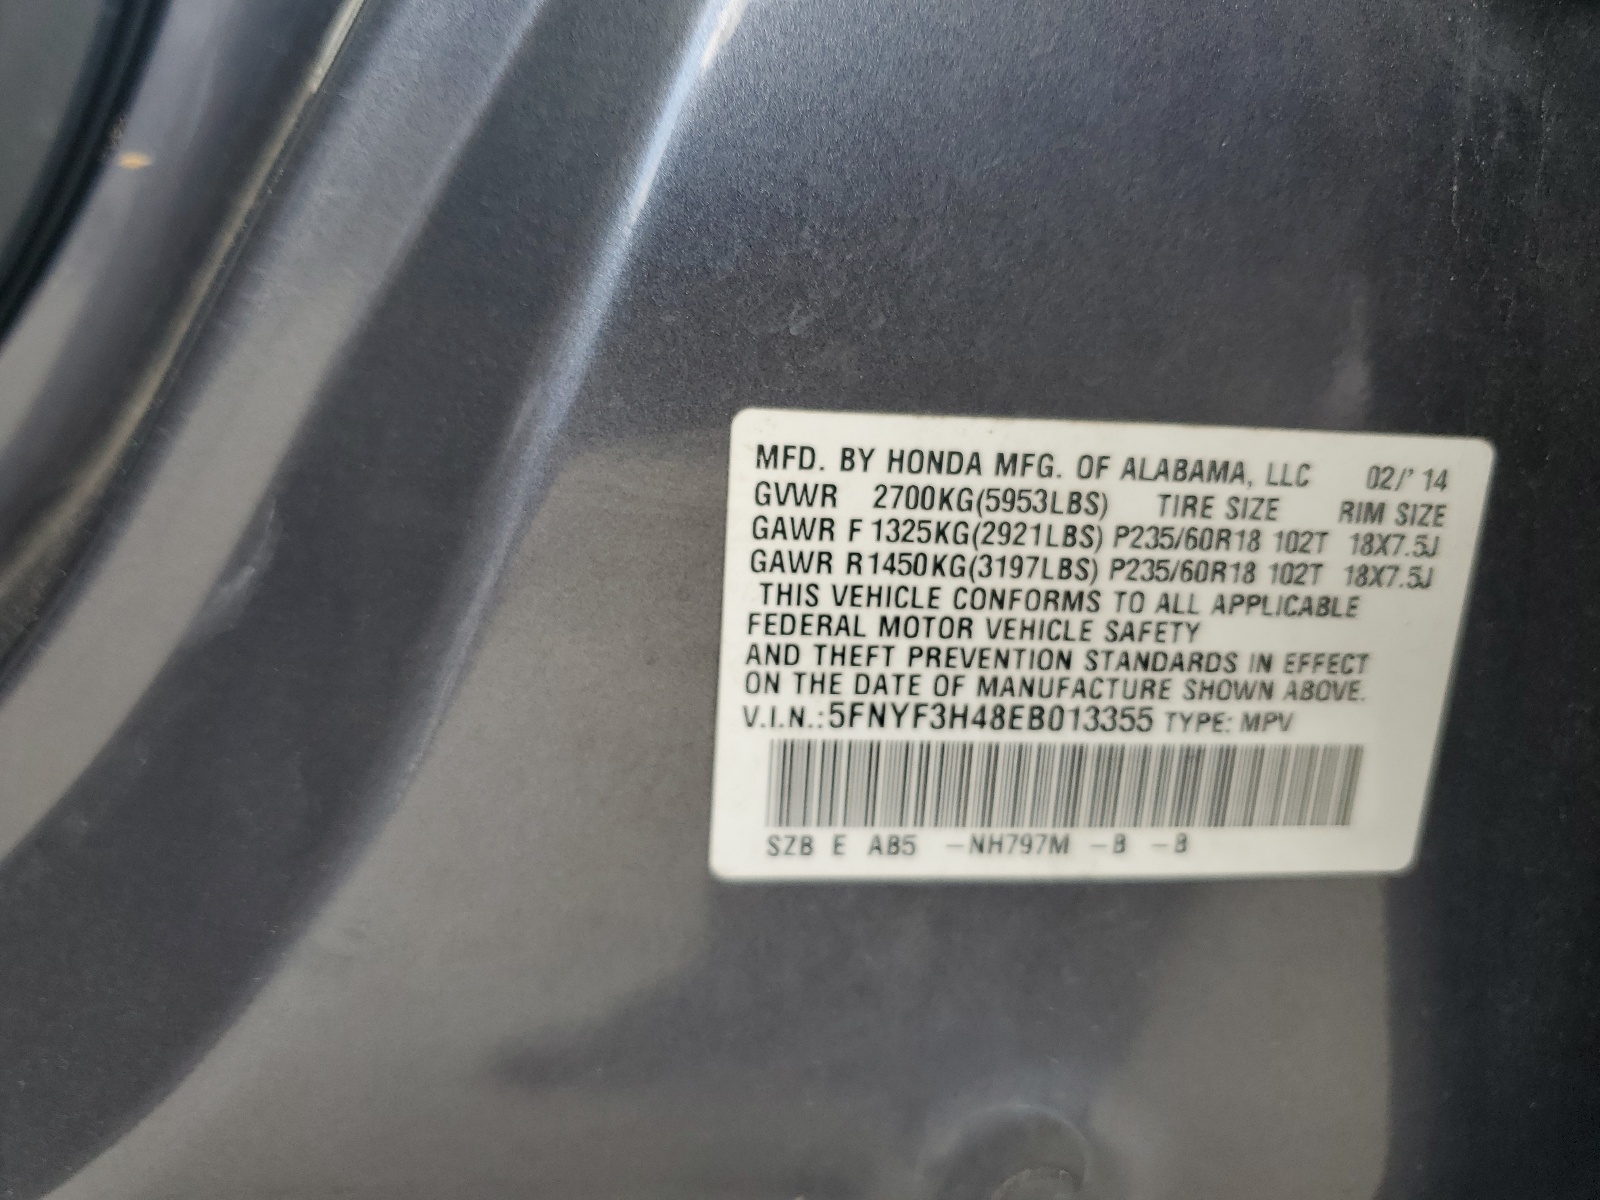 MFD. BY HONDA MFG. OF ALABAMA, LLC 02/' 14
GVWR 2700KG(5953LBS) TIRE SIZE RIM SIZE
GAWR F 1325KG(2921LBS) P235/60R18 102T 18X7.5J
GAWR R1450KG(3197LBS) P235/60R18 102T 18X7.5J
THIS VEHICLE CONFORMS TO ALL APPLICABLE
FEDERAL MOTOR VEHICLE SAFETY
AND THEFT PREVENTION STANDARDS IN EFFECT
ON THE DATE OF MANUFACTURE SHOWN ABOVE.
V.I.N.:5FNYF3H48EB013355 TYPE: MPV
SZB E AB5 -NH797M -B -B